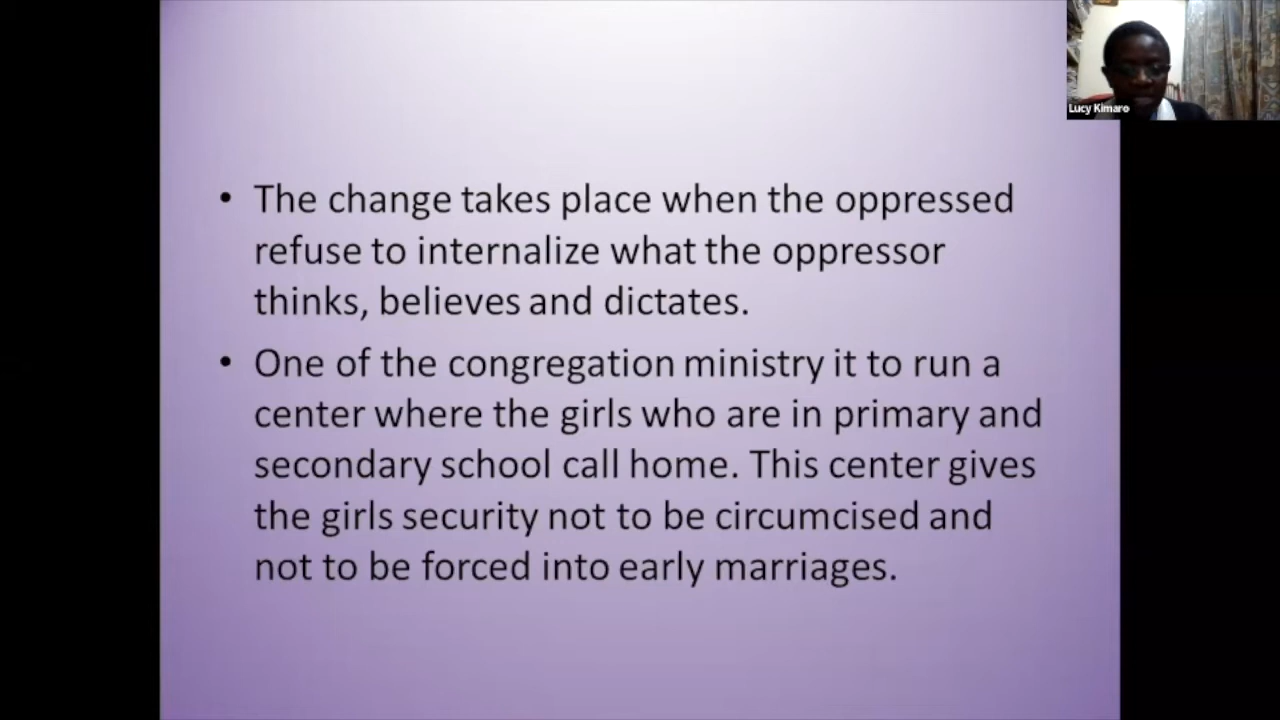 Lucy Kimaro
• The change takes place when the oppressed
refuse to internalize what the oppressor
thinks, believes and dictates.
• One of the congregation ministry it to run a
center where the girls who are in primary and
secondary school call home. This center gives
the girls security not to be circumcised and
not to be forced into early marriages.